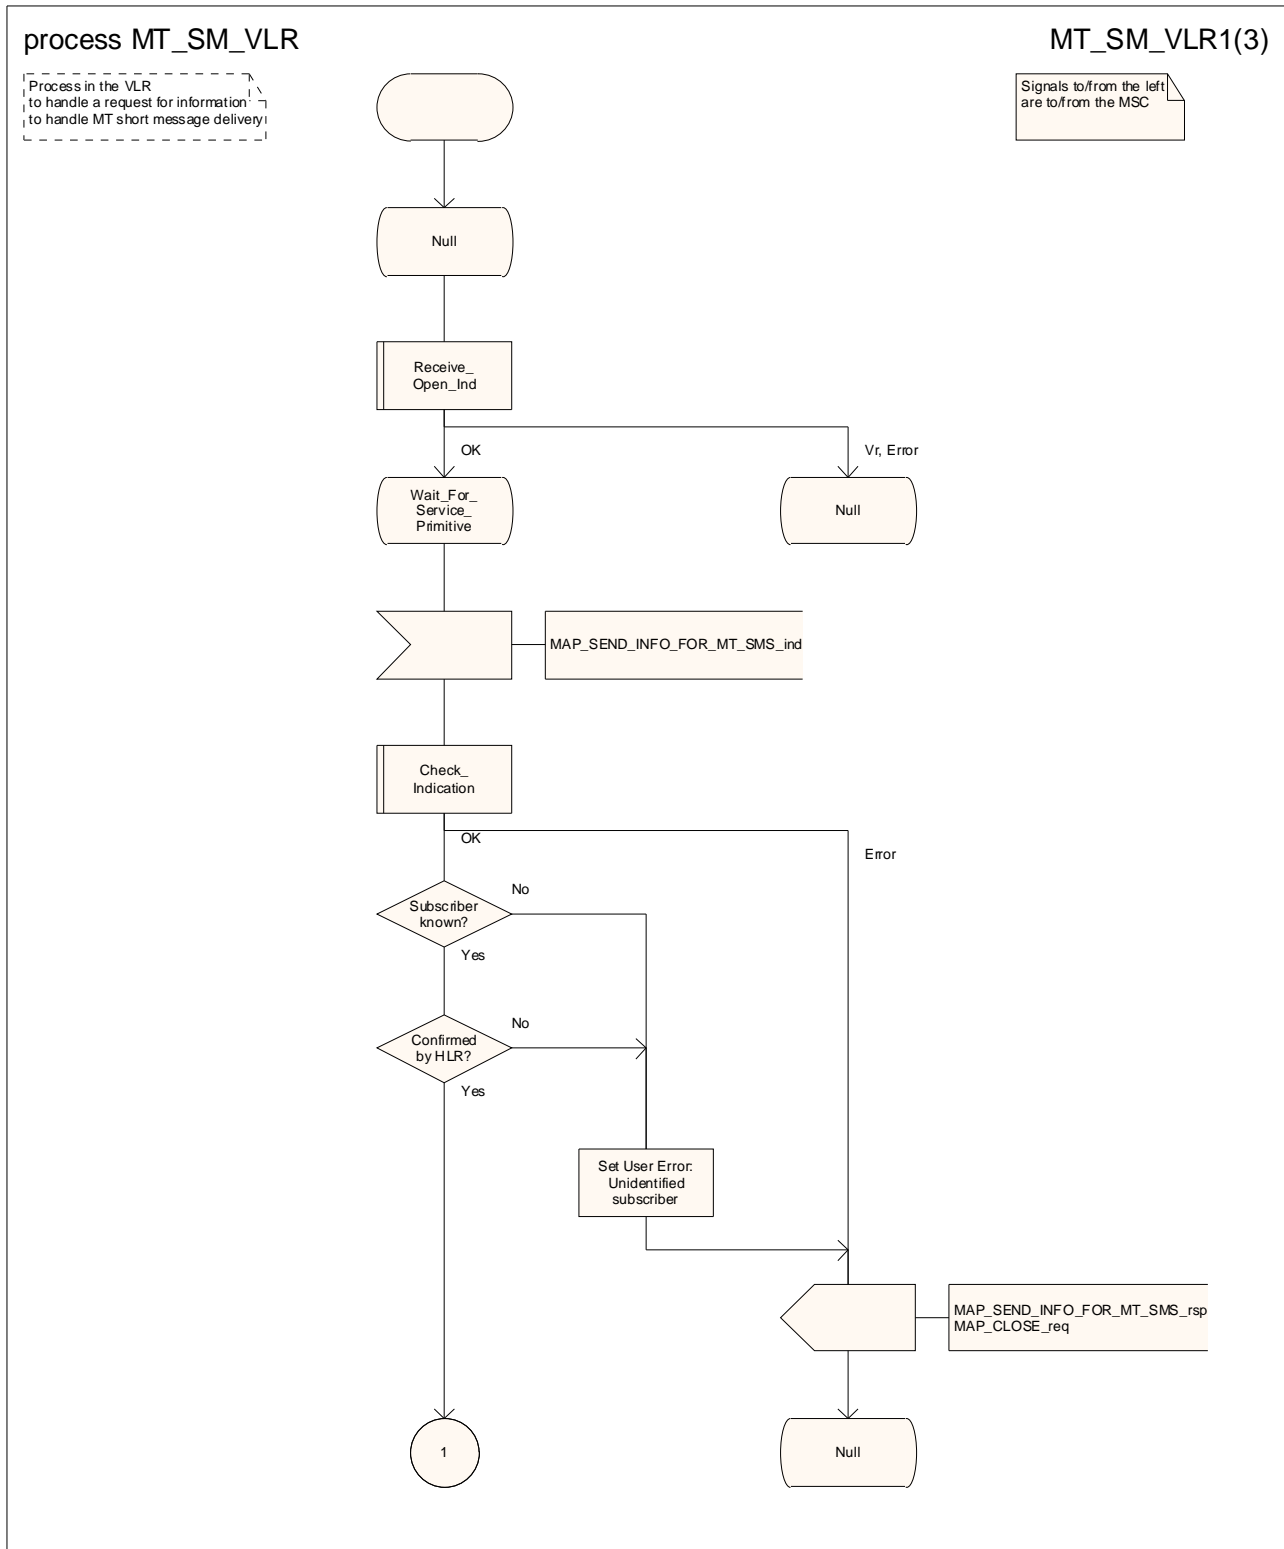 process MT_SM_VLR
MT_SM_VLR1(3)
Process in the VLR
to handle a request for information
to handle MT short message delivery
Signals to/from the left
are to/from the MSC
Null
Receive_
Open_Ind
OK
Vr, Error
Wait_For_
Service_
Primitive
Null
MAP_SEND_INFO_FOR_MT_SMS_ind
Check_
Indication
OK
Error
No
Subscriber
known?
Yes
No
Confirmed
by HLR?
Yes
Set User Error:
Unidentified
subscriber
MAP_SEND_INFO_FOR_MT_SMS_rsp
MAP_CLOSE_req
1
Null